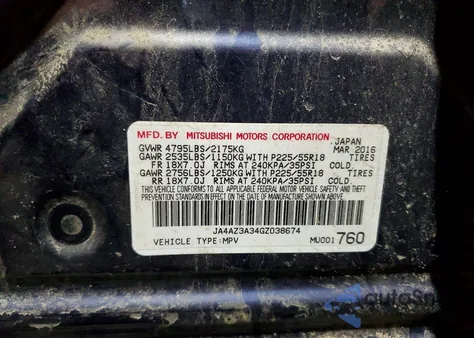 MFD. BY MITSUBISHI MOTORS CORPORATION JAPAN
GVWR 4795LBS/2175KG MAR 2016
GAWR 2535LBS/1150KG WITH P225/55R18 TIRES
FR 18X7.0J RIMS AT 240KPA/35PSI COLD
GAWR 2756LBS/1250KG WITH P225/55R18 TIRES
RR 18X7.0J RIMS AT 240KPA/35PSI COLD
THIS VEHICLE CONFORMS TO ALL APPLICABLE FEDERAL MOTOR VEHICLE SAFETY AND THEFT
PREVENTION STANDARDS IN EFFECT ON THE DATE OF MANUFACTURE SHOWN ABOVE.
JA4AZ3A34GZ038674
VEHICLE TYPE:MPV MU001760